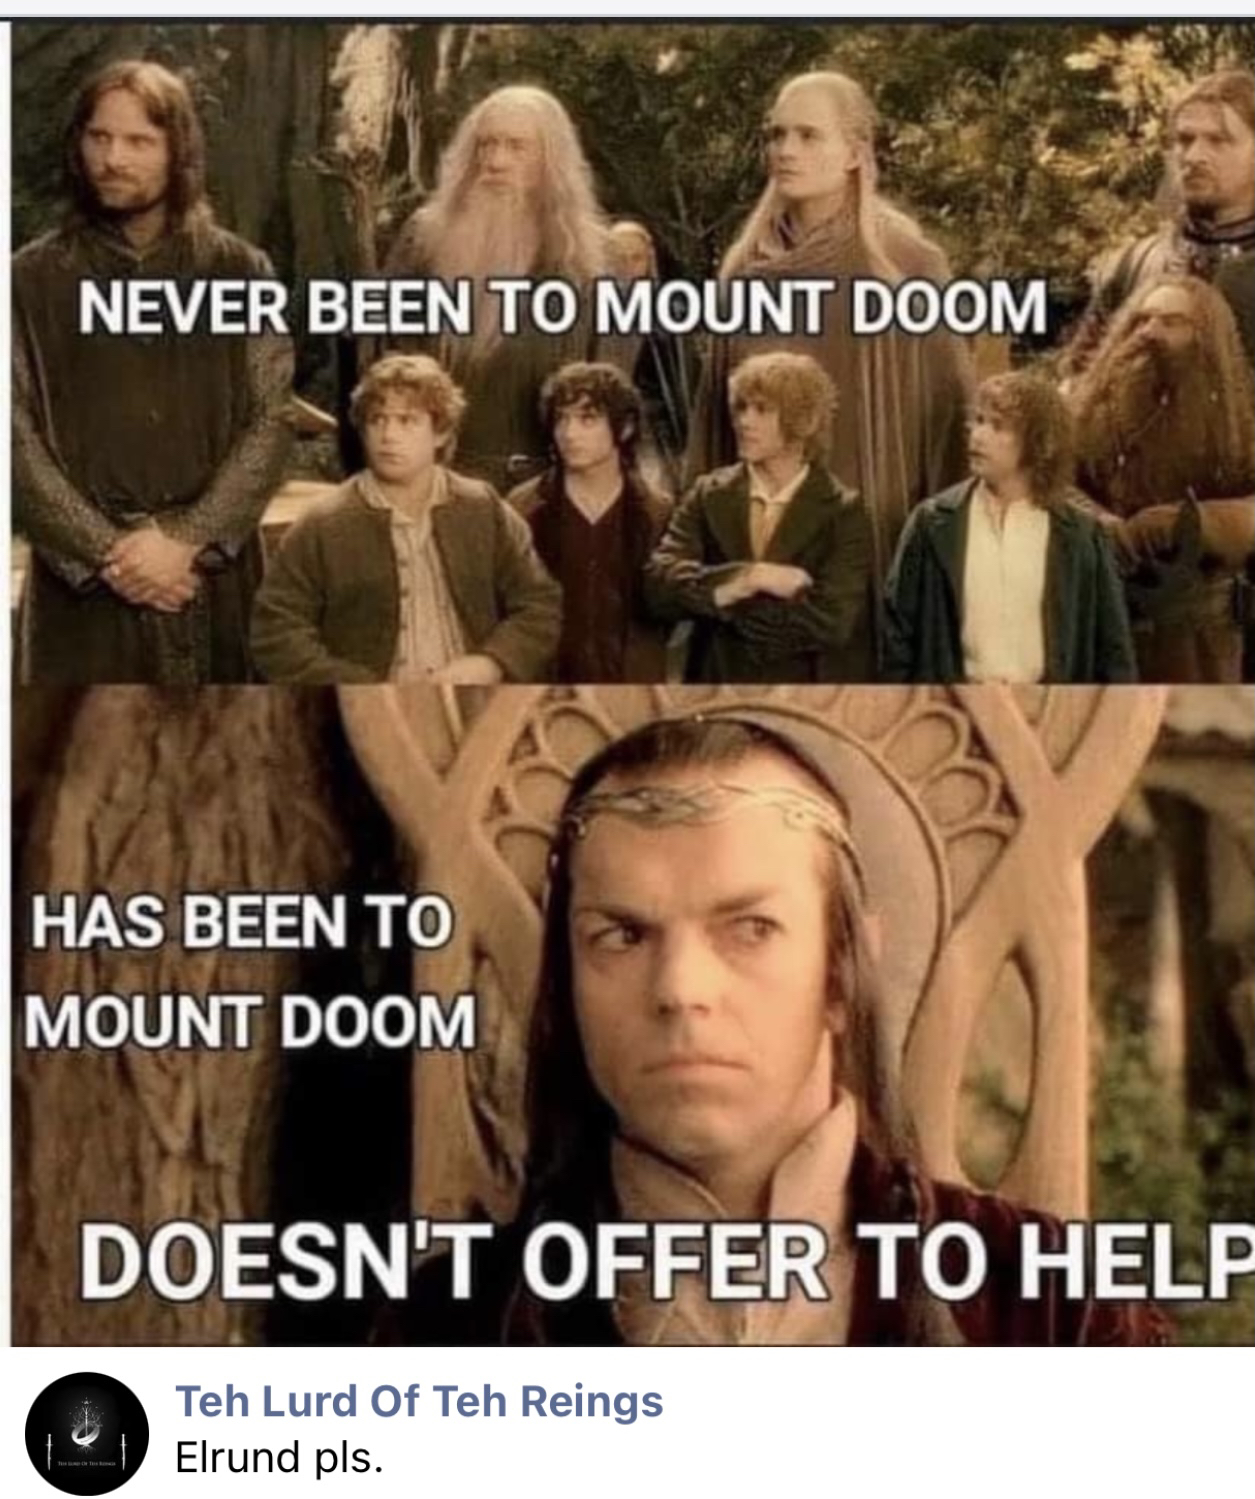 NEVER BEEN TO MOUNT DOOM
HAS BEEN TO
MOUNT DOOM
DOESN'T OFFER TO HELP
Teh Lurd Of Teh Reings
Elrund pls.